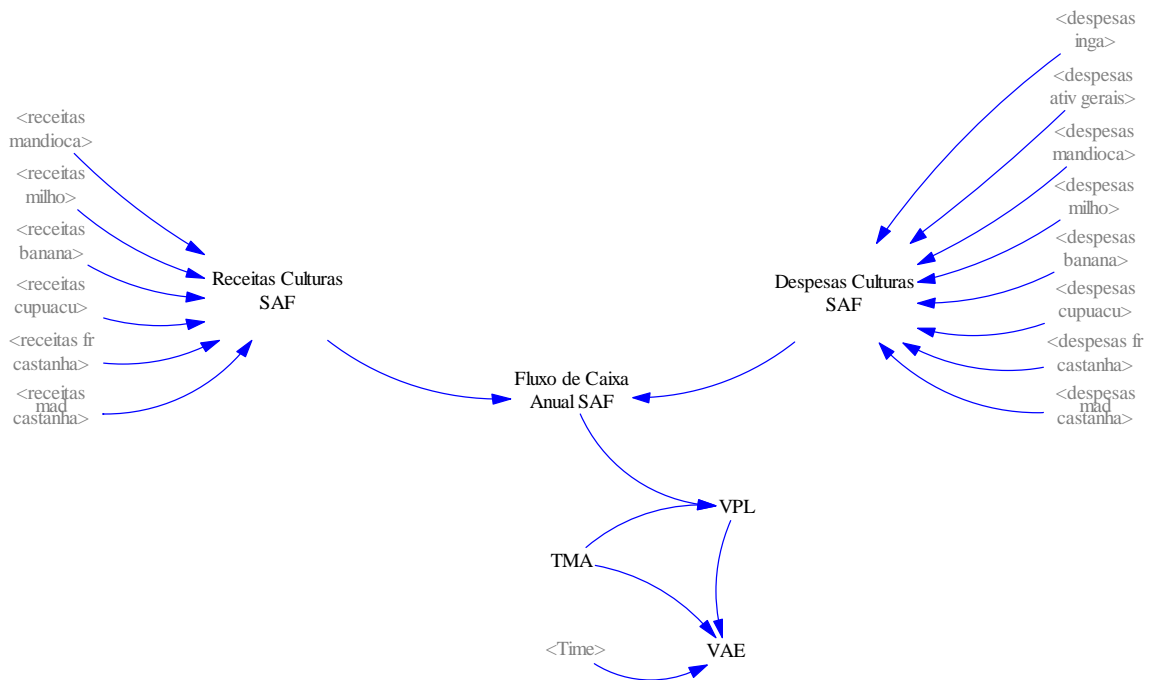 <receitas
mandioca>
<receitas
milho>
<receitas
banana>
<receitas
cupuacu>
<receitas fr
castanha>
<receitas
mad
castanha>
Receitas Culturas
SAF
<despesas
inga>
<despesas
ativ gerais>
<despesas
mandioca>
<despesas
milho>
<despesas
banana>
<despesas
cupuacu>
<despesas fr
castanha>
<despesas
mad
castanha>
Despesas Culturas
SAF
Fluxo de Caixa
Anual SAF
VPL
TMA
<Time>
VAE